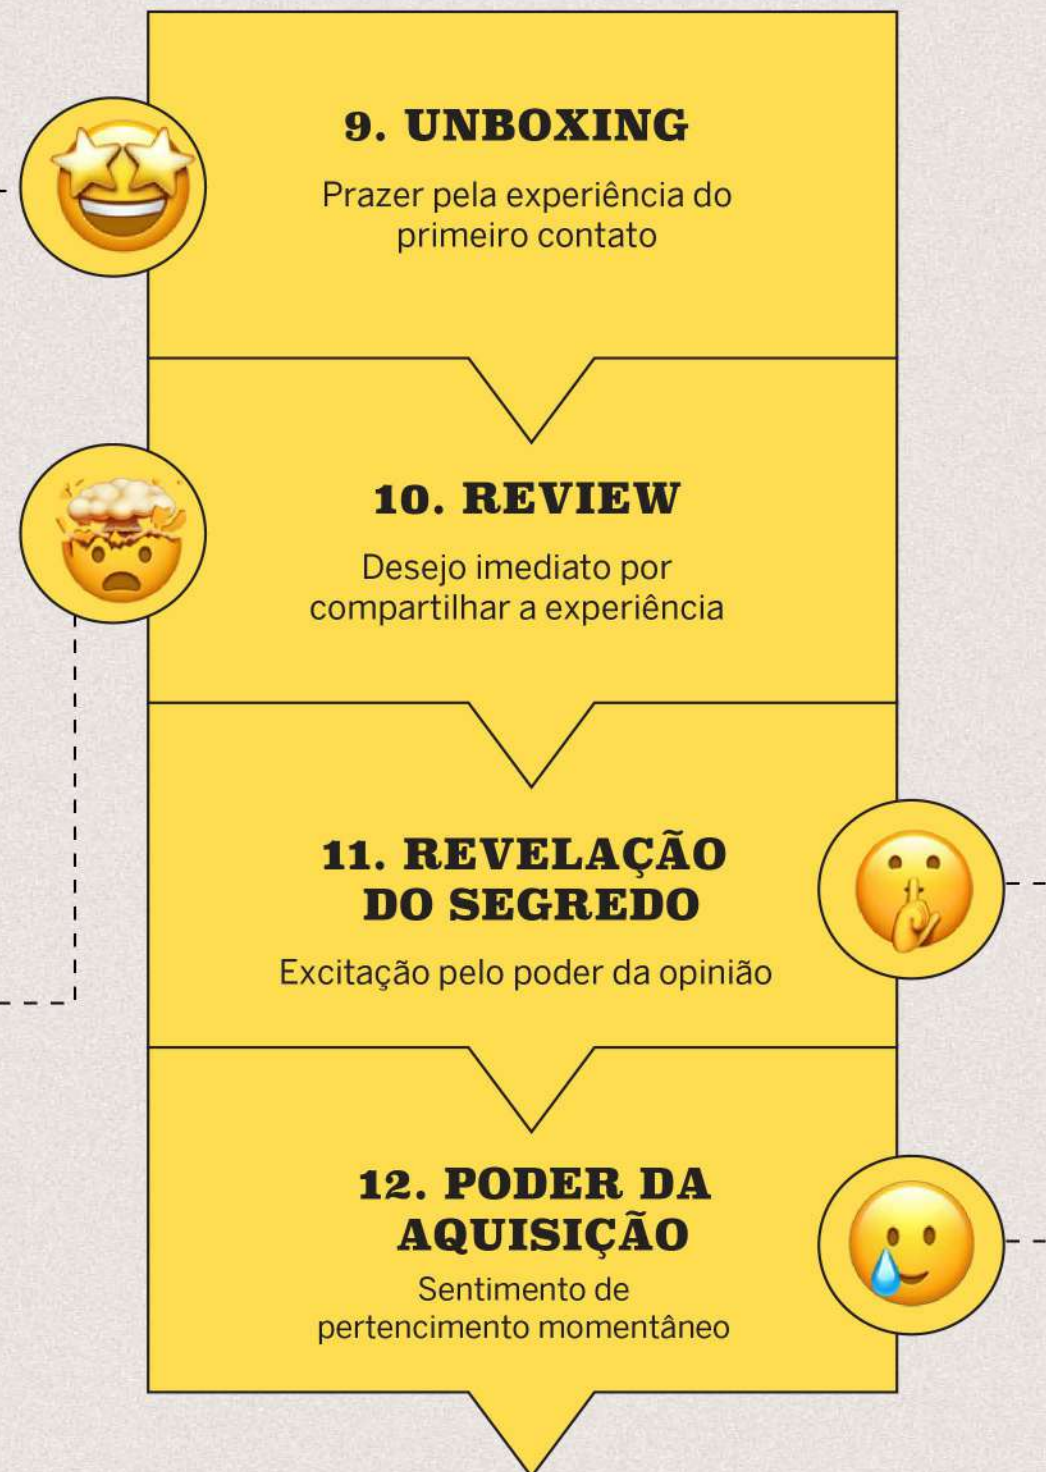 9. UNBOXING
Prazer pela experiência do
primeiro contato
10. REVIEW
Desejo imediato por
compartilhar a experiência
11. REVELAÇÃO
DO SEGREDO
Excitação pelo poder da opinião
12. PODER DA
AQUISIÇÃO
Sentimento de
pertencimento momentâneo